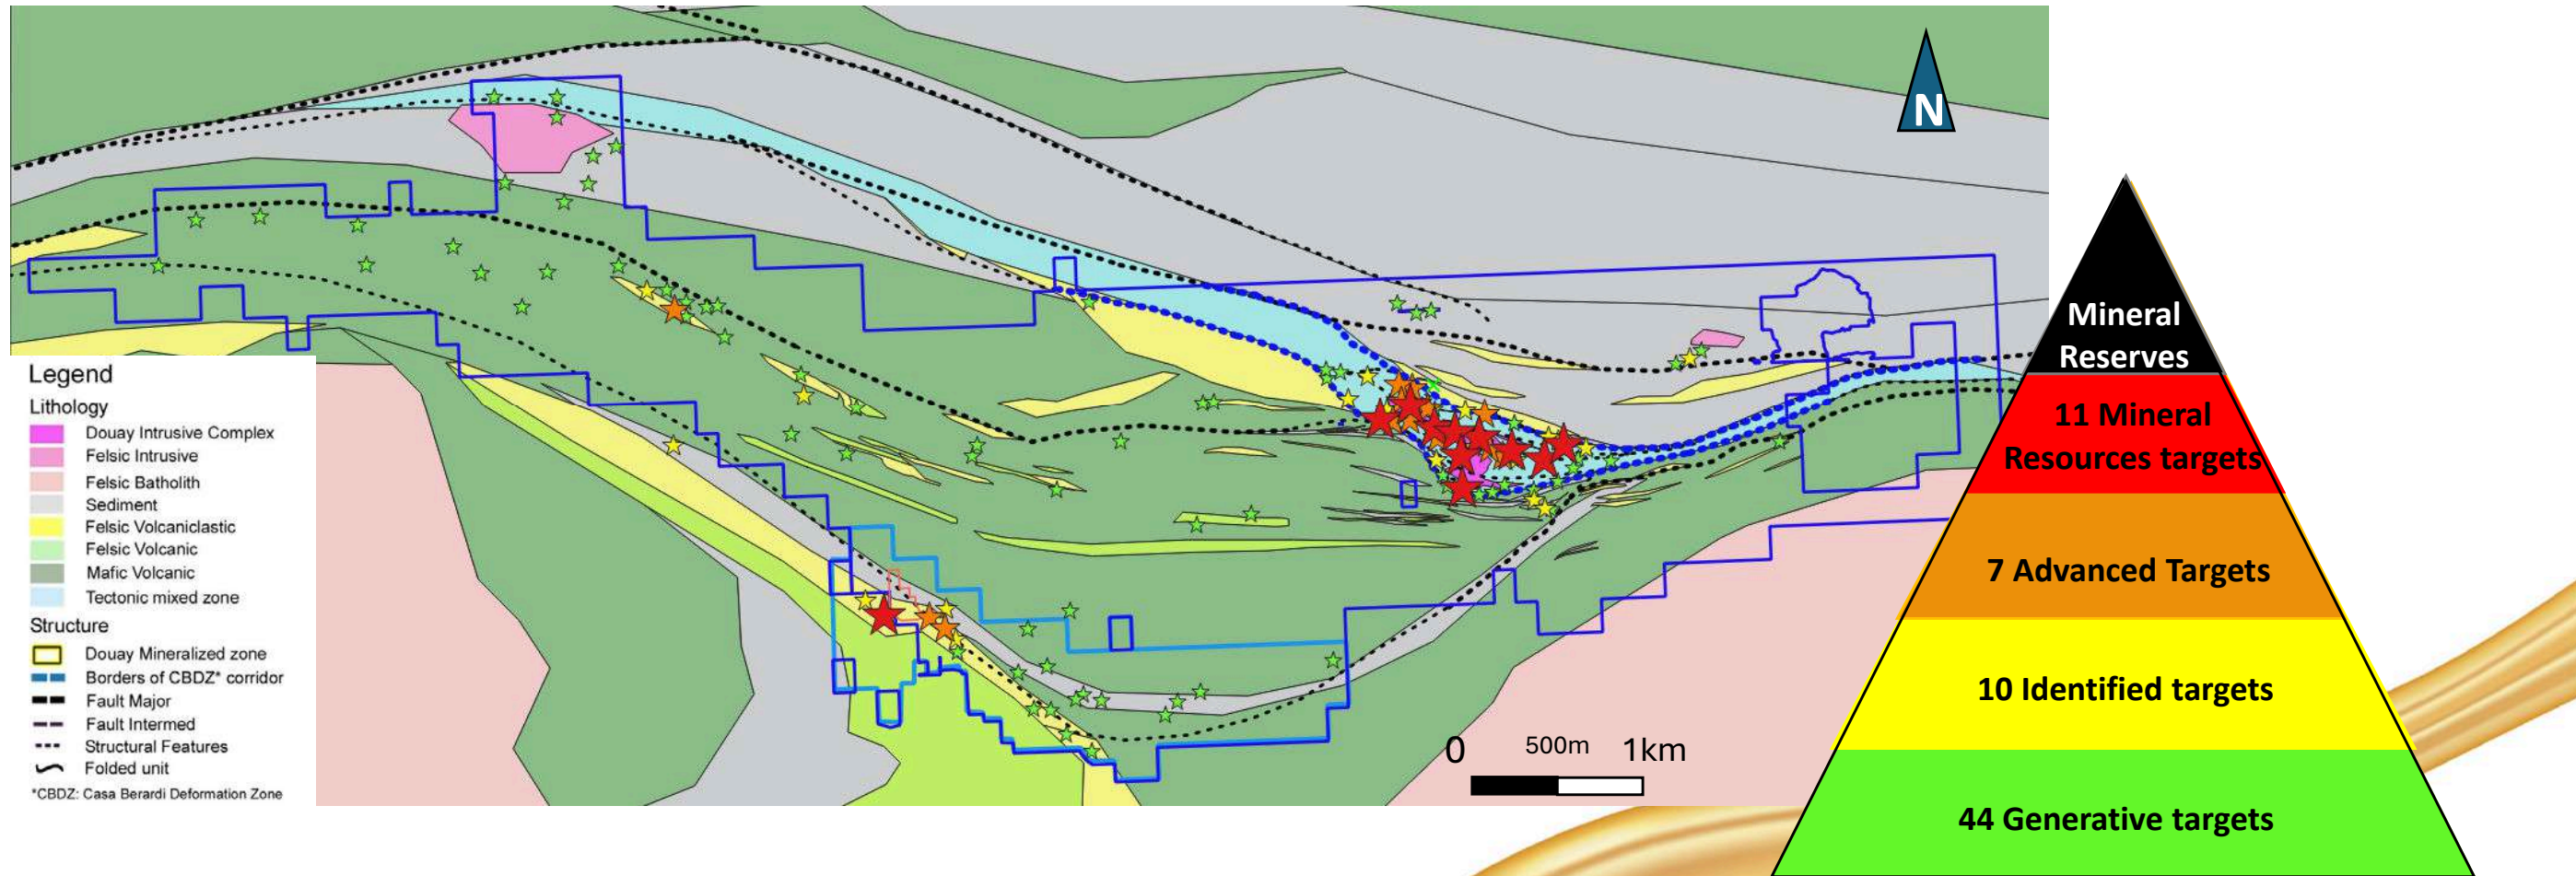 N
Legend
Lithology
Douay Intrusive Complex
Felsic Intrusive
Felsic Batholith
Sediment
Felsic Volcaniclastic
Felsic Volcanic
Mafic Volcanic
Tectonic mixed zone
Structure
Douay Mineralized zone
Borders of CBDZ* corridor
Fault Major
Fault Intermed
Structural Features
Folded unit
*CBDZ: Casa Berardi Deformation Zone
0 500m 1km
Mineral
Reserves
11 Mineral
Resources targets
7 Advanced Targets
10 Identified targets
44 Generative targets